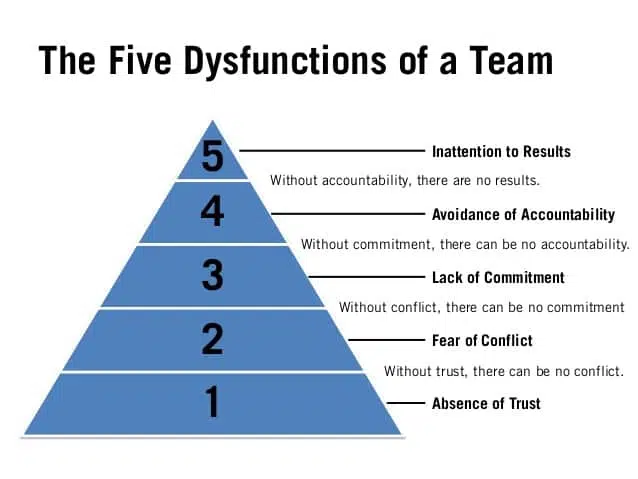 The Five Dysfunctions of a Team
5
Inattention to Results
Without accountability, there are no results.
4
Avoidance of Accountability
Without commitment, there can be no accountability.
3
Lack of Commitment
Without conflict, there can be no commitment
2
Fear of Conflict
Without trust, there can be no conflict.
1
Absence of Trust